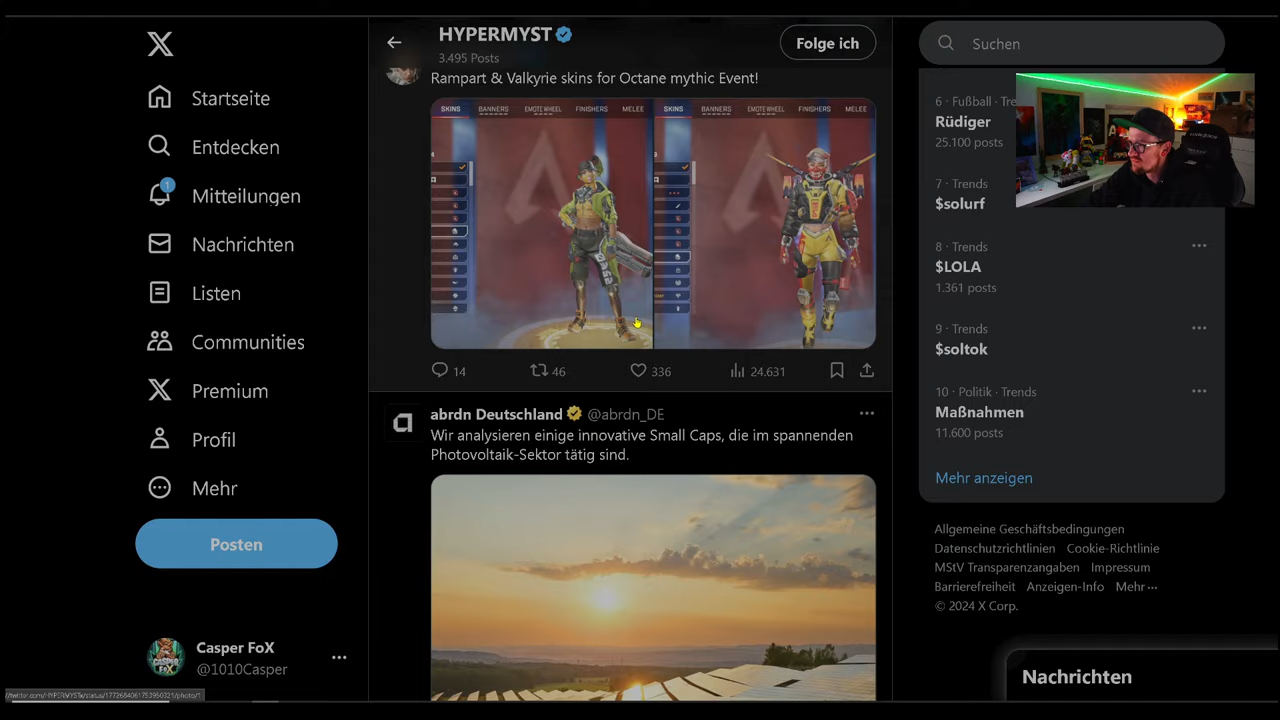 Startseite
Entdecken
1
Mitteilungen
Nachrichten
Listen
Communities
Premium
Profil
Mehr
Posten
Casper FoX
@1010Casper
HYPERMYST
3.495 Posts
Folge ich
Rampart & Valkyrie skins for Octane mythic Event!
SKINS BANNERS EMOTE WHEEL FINISHERS MELEE
SKINS BANNERS EMOTE WHEEL FINISHERS MELEE
14 46 336 24.631
abrdn Deutschland @abrdn_DE
Wir analysieren einige innovative Small Caps, die im spannenden
Photovoltaik-Sektor tätig sind.
Suchen
6 · Fußball · Tre
Rüdiger
25.100 posts
7 · Trends
$solurf
8 · Trends
$LOLA
1.361 posts
9 · Trends
$soltok
10 · Politik · Trends
Maßnahmen
11.600 posts
Mehr anzeigen
Allgemeine Geschäftsbedingungen
Datenschutzrichtlinien Cookie-Richtlinie
MStV Transparenzangaben Impressum
Barrierefreiheit Anzeigen-Info Mehr ···
© 2024 X Corp.
Nachrichten